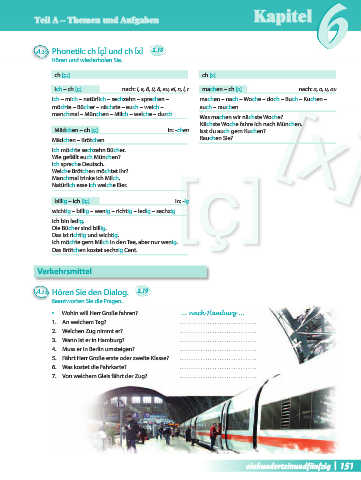 Teil A – Themen und Aufgaben
Kapitel 6
Phonetik: ch [ç] und ch [x] 2.18
Hören und wiederholen Sie.
ch [ç]
ich – ch [ç] nach: i, e, ö, ü, ä, eu, ei, n, l, r
ich – mich – natürlich – sechzehn – sprechen –
möchte – Bücher – nächste – euch – welch –
manchmal – München – Milch – welche – durch
Mädchen – ch [ç] in: -chen
Mädchen – Brötchen
Ich möchte sechzehn Bücher.
Wie gefällt euch München?
Ich spreche Deutsch.
Welche Brötchen möchtet ihr?
Manchmal trinke ich Milch.
Natürlich esse ich welche Eier.
billig – ich [ç] in: -ig
wichtig – billig – wenig – richtig – ledig – sechzig
Ich bin ledig.
Die Bücher sind billig.
Das ist richtig und wichtig.
Ich möchte gern Milch in den Tee, aber nur wenig.
Das Brötchen kostet sechzig Cent.
ch [x]
machen – ch [x] nach: a, o, u, au
machen – nach – Woche – doch – Buch – Kuchen –
auch – rauchen
Was machen wir nächste Woche?
Nächste Woche fahre ich nach München.
Isst du auch gern Kuchen?
Rauchen Sie?
[ç]
[x]
Verkehrsmittel
Hören Sie den Dialog. 2.19
Beantworten Sie die Fragen.
• Wohin will Herr Große fahren? ... nach Hamburg ...
1. An welchem Tag?
2. Welchen Zug nimmt er?
3. Wann ist er in Hamburg?
4. Muss er in Berlin umsteigen?
5. Fährt Herr Große erste oder zweite Klasse?
6. Was kostet die Fahrkarte?
7. Von welchem Gleis fährt der Zug?
einhunderteinundfünfzig | 151